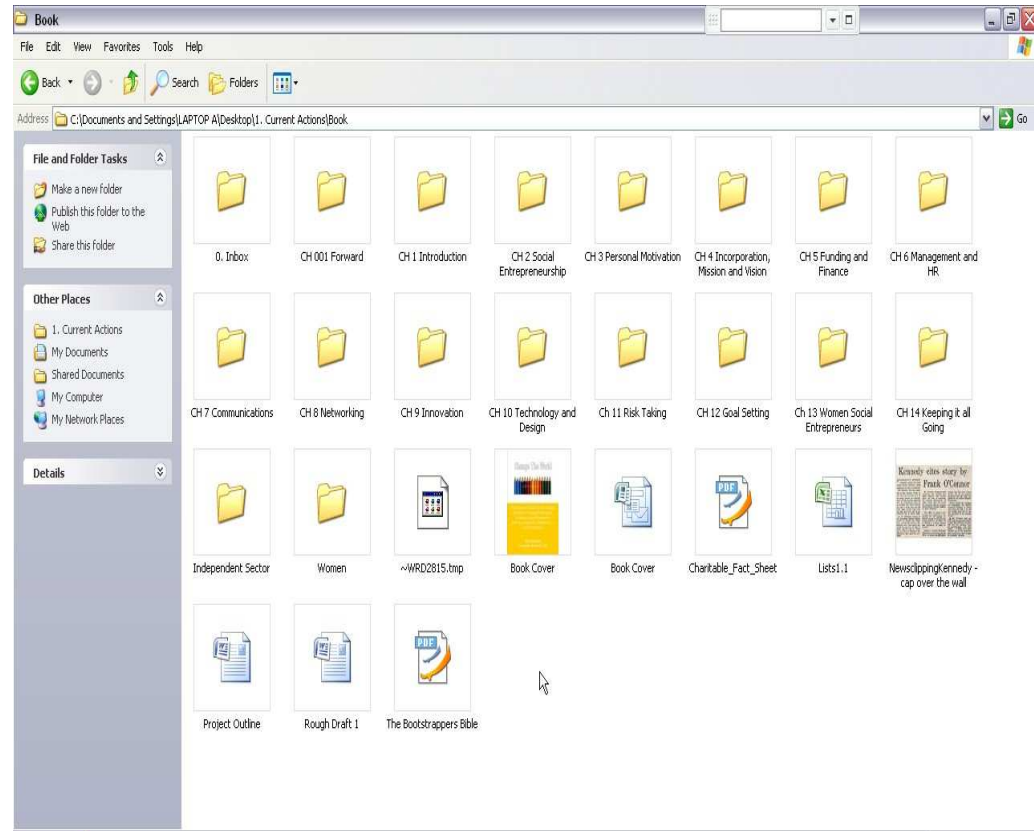 Book
File Edit View Favorites Tools Help
Back Search Folders
Address C:\Documents and Settings\LAPTOP A\Desktop\1. Current Actions\Book Go
File and Folder Tasks
Make a new folder
Publish this folder to the
Web
Share this folder
Other Places
1. Current Actions
My Documents
Shared Documents
My Computer
My Network Places
Details
0. Inbox
CH 001 Forward
CH 1 Introduction
CH 2 Social
Entrepreneurship
CH 3 Personal Motivation
CH 4 Incorporation,
Mission and Vision
CH 5 Funding and
Finance
CH 6 Management and
HR
CH 7 Communications
CH 8 Networking
CH 9 Innovation
CH 10 Technology and
Design
Ch 11 Risk Taking
CH 12 Goal Setting
Ch 13 Women Social
Entrepreneurs
CH 14 Keeping it all
Going
Independent Sector
Women
~WRD2815.tmp
Change The World
Book Cover
Book Cover
PDF
Charitable_Fact_Sheet
Lists1.1
Kennedy cites story by
Frank O'Connor
NewsclippingKennedy -
cap over the wall
Project Outline
Rough Draft 1
PDF
The Bootstrappers Bible